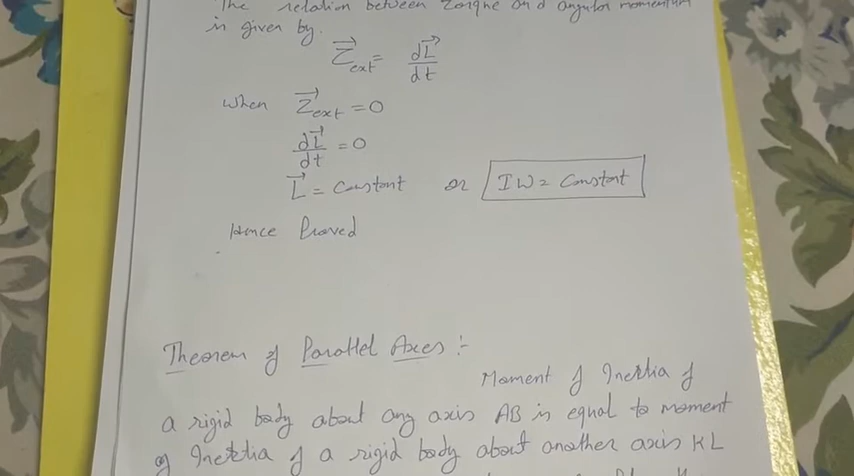 The relation between Zorque and angular momentum
is given by.
Z⃗ext = dL⃗/dt
When Z⃗ext = 0
dL⃗/dt = 0
L⃗ = Constant or IW = Constant
Hence Proved
Theorem of Parallel Axes :-
Moment of Inertia of
a rigid body about any axis AB is equal to moment
of Inertia of a rigid body about another axis KL